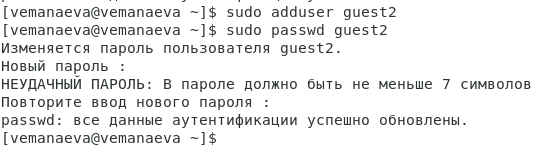 [vemanaeva@vemanaeva ~]$ sudo adduser guest2
[vemanaeva@vemanaeva ~]$ sudo passwd guest2
Изменяется пароль пользователя guest2.
Новый пароль :
НЕУДАЧНЫЙ ПАРОЛЬ: В пароле должно быть не меньше 7 символов
Повторите ввод нового пароля :
passwd: все данные аутентификации успешно обновлены.
[vemanaeva@vemanaeva ~]$